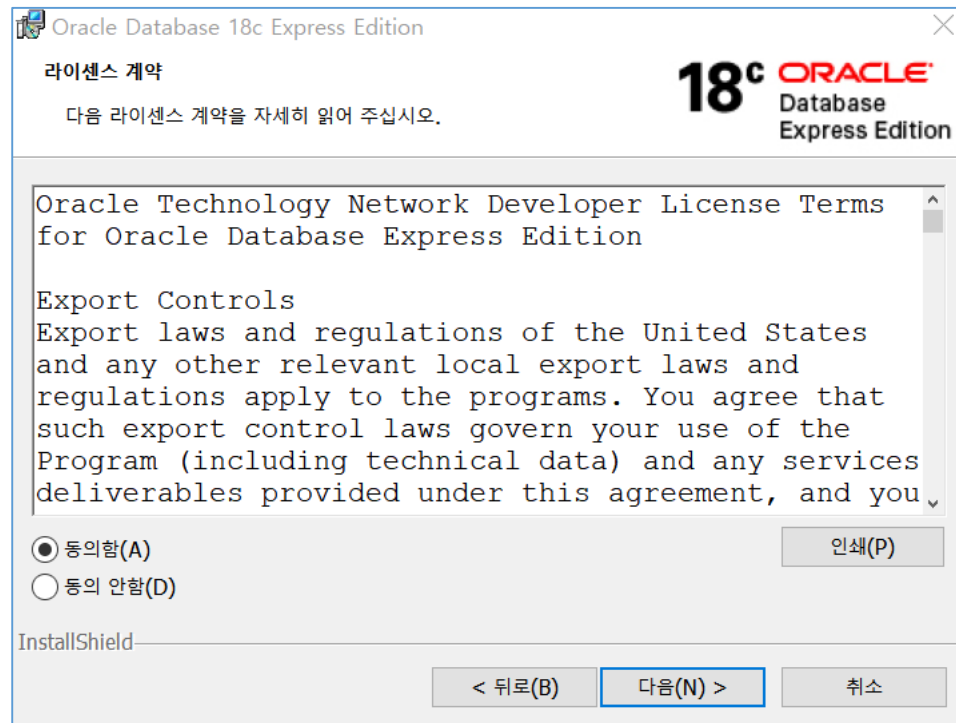 Oracle Database 18c Express Edition
라이센스 계약
다음 라이센스 계약을 자세히 읽어 주십시오.
18c ORACLE
Database
Express Edition
Oracle Technology Network Developer License Terms
for Oracle Database Express Edition
Export Controls
Export laws and regulations of the United States
and any other relevant local export laws and
regulations apply to the programs. You agree that
such export control laws govern your use of the
Program (including technical data) and any services
deliverables provided under this agreement, and you
동의함(A)
인쇄(P)
동의 안함(D)
InstallShield
< 뒤로(B)
다음(N) >
취소